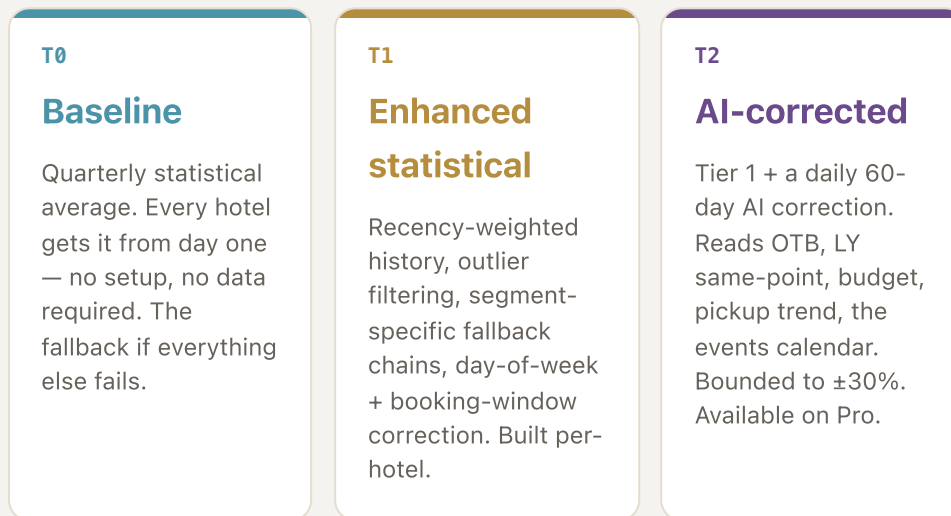 T0
Baseline
Quarterly statistical
average. Every hotel
gets it from day one
— no setup, no data
required. The
fallback if everything
else fails.
T1
Enhanced
statistical
Recency-weighted
history, outlier
filtering, segment-
specific fallback
chains, day-of-week
+ booking-window
correction. Built per-
hotel.
T2
AI-corrected
Tier 1 + a daily 60-
day AI correction.
Reads OTB, LY
same-point, budget,
pickup trend, the
events calendar.
Bounded to ±30%.
Available on Pro.